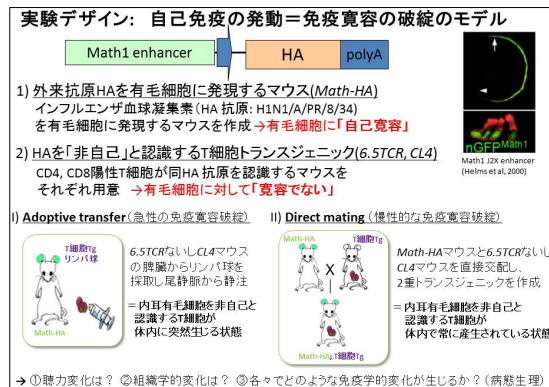 実験デザイン: 自己免疫の発動＝免疫寛容の破綻のモデル
Math1 enhancer
HA
polyA
1) 外来抗原HAを有毛細胞に発現するマウス(Math-HA)
インフルエンザ血球凝集素(HA 抗原: H1N1/A/PR/8/34)
を有毛細胞に発現するマウスを作成 →有毛細胞に「自己寛容」
nGFP Math1
Math1 J2X enhancer
(Helms et al, 2000)
2) HAを「非自己」と認識するT細胞トランスジェニック(6.5TCR, CL4)
CD4, CD8陽性T細胞が同HA 抗原を認識するマウスを
それぞれ用意 →有毛細胞に対して「寛容でない」
I) Adoptive transfer(急性の免疫寛容破綻)
T細胞Tg
リンパ球
Math-HA
6.5TCRないしCL4マウス
の脾臓からリンパ球を
採取し尾静脈から静注
＝内耳有毛細胞を非自己と
認識するT細胞が
体内に突然生じる状態
II) Direct mating (慢性的な免疫寛容破綻)
Math-HA
T細胞Tg
X
Math-HA; T細胞Tg
Math-HAマウスと6.5TCRないし
CL4マウスを直接交配し、
2重トランスジェニックを作成
＝内耳有毛細胞を非自己と
認識するT細胞が
体内で常に産生されている状態
→ ①聴力変化は？ ②組織学的変化は？ ③各々でどのような免疫学的変化が生じるか？(病態生理)